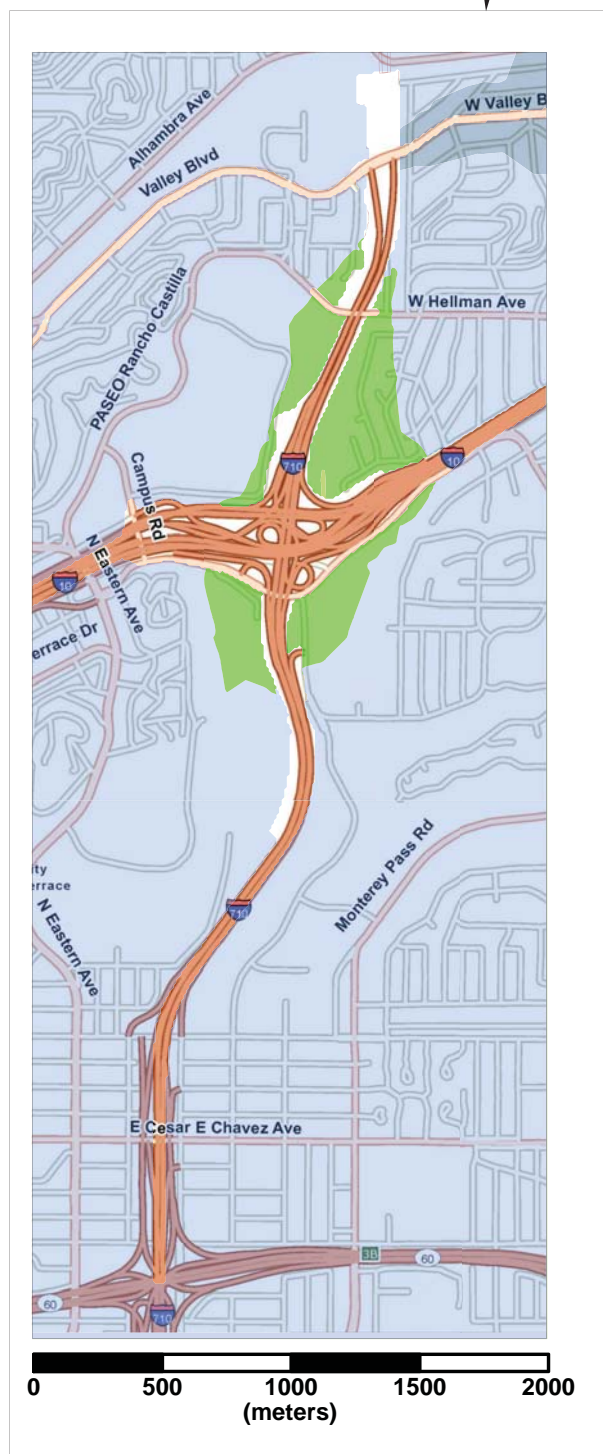 Alhambra Ave
W Valley B
Valley Blvd
W Hellman Ave
PASEO Rancho Castilla
710
10
Campus Rd
N Eastern Ave
10
errace Dr
Monterey Pass Rd
ity
errace
710
N Eastern Ave
E Cesar E Chavez Ave
3B
60
60
710
0 500 1000 1500 2000
(meters)